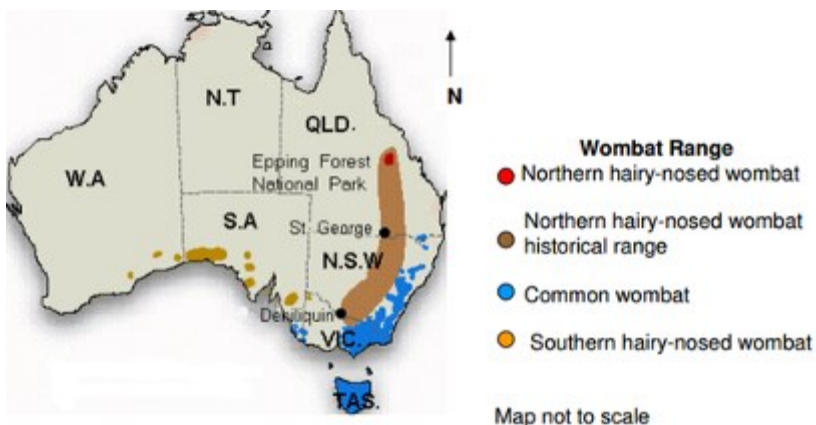 N
N.T
QLD.
Epping Forest
National Park
W.A
S.A
St. George
N.S.W
Deniliquin
VIC.
TAS.
Wombat Range
Northern hairy-nosed wombat
Northern hairy-nosed wombat
historical range
Common wombat
Southern hairy-nosed wombat
Map not to scale